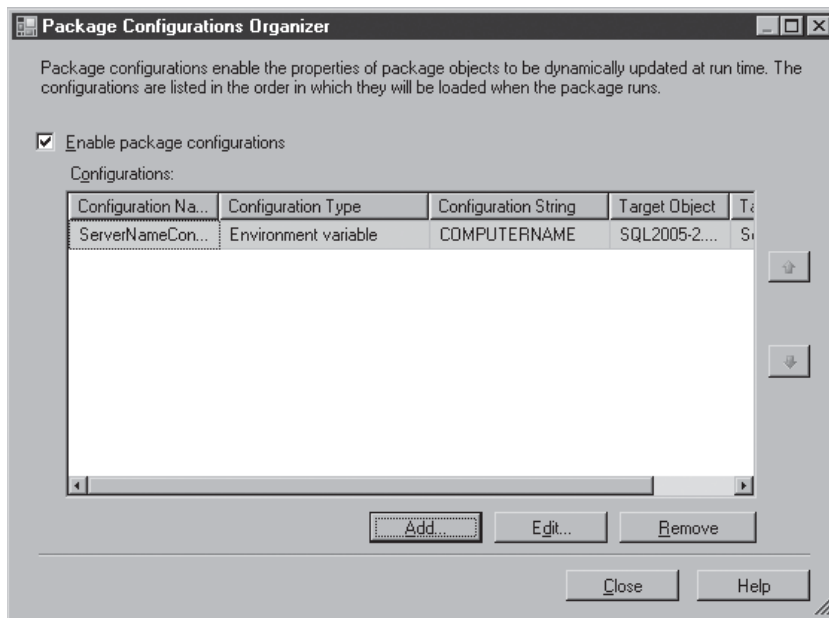 Package Configurations Organizer
Package configurations enable the properties of package objects to be dynamically updated at run time. The
configurations are listed in the order in which they will be loaded when the package runs.
Enable package configurations
Configurations:
Configuration Na... Configuration Type Configuration String Target Object Ta
ServerNameCon... Environment variable COMPUTERNAME SQL2005-2.... Se
Add... Edit... Remove
Close Help